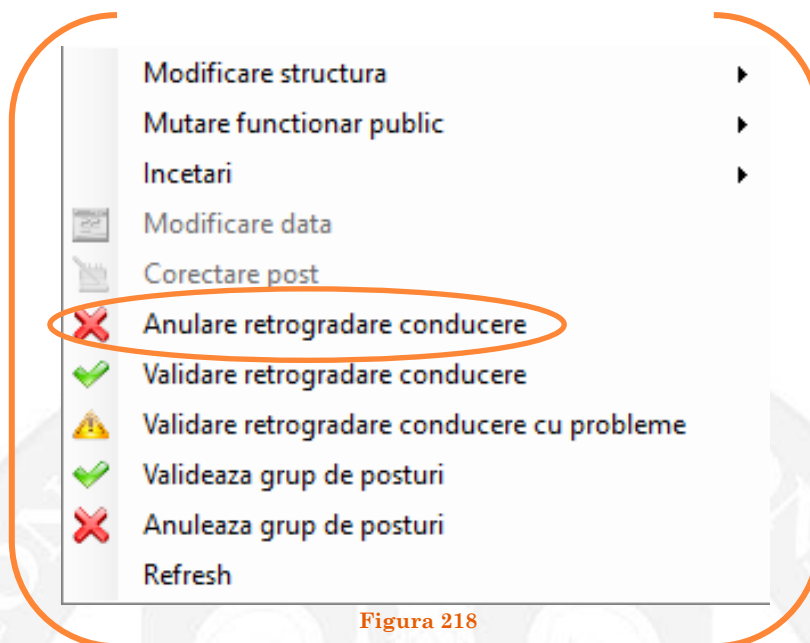 Modificare structura
Mutare functionar public
Incetari
Modificare data
Corectare post
Anulare retrogradare conducere
Validare retrogradare conducere
Validare retrogradare conducere cu probleme
Valideaza grup de posturi
Anuleaza grup de posturi
Refresh
Figura 218